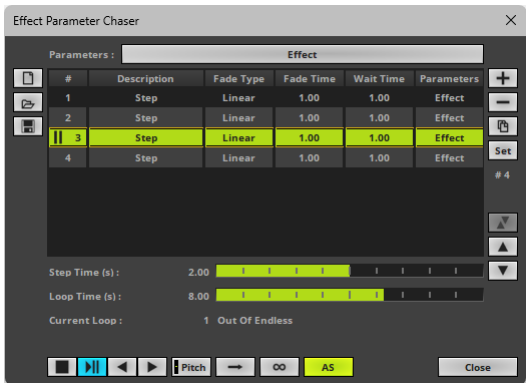 Effect Parameter Chaser
Parameters : Effect
# Description Fade Type Fade Time Wait Time Parameters
1 Step Linear 1.00 1.00 Effect
2 Step Linear 1.00 1.00 Effect
3 Step Linear 1.00 1.00 Effect
4 Step Linear 1.00 1.00 Effect
Set
# 4
Step Time (s) : 2.00
Loop Time (s) : 8.00
Current Loop : 1 Out Of Endless
Pitch AS Close